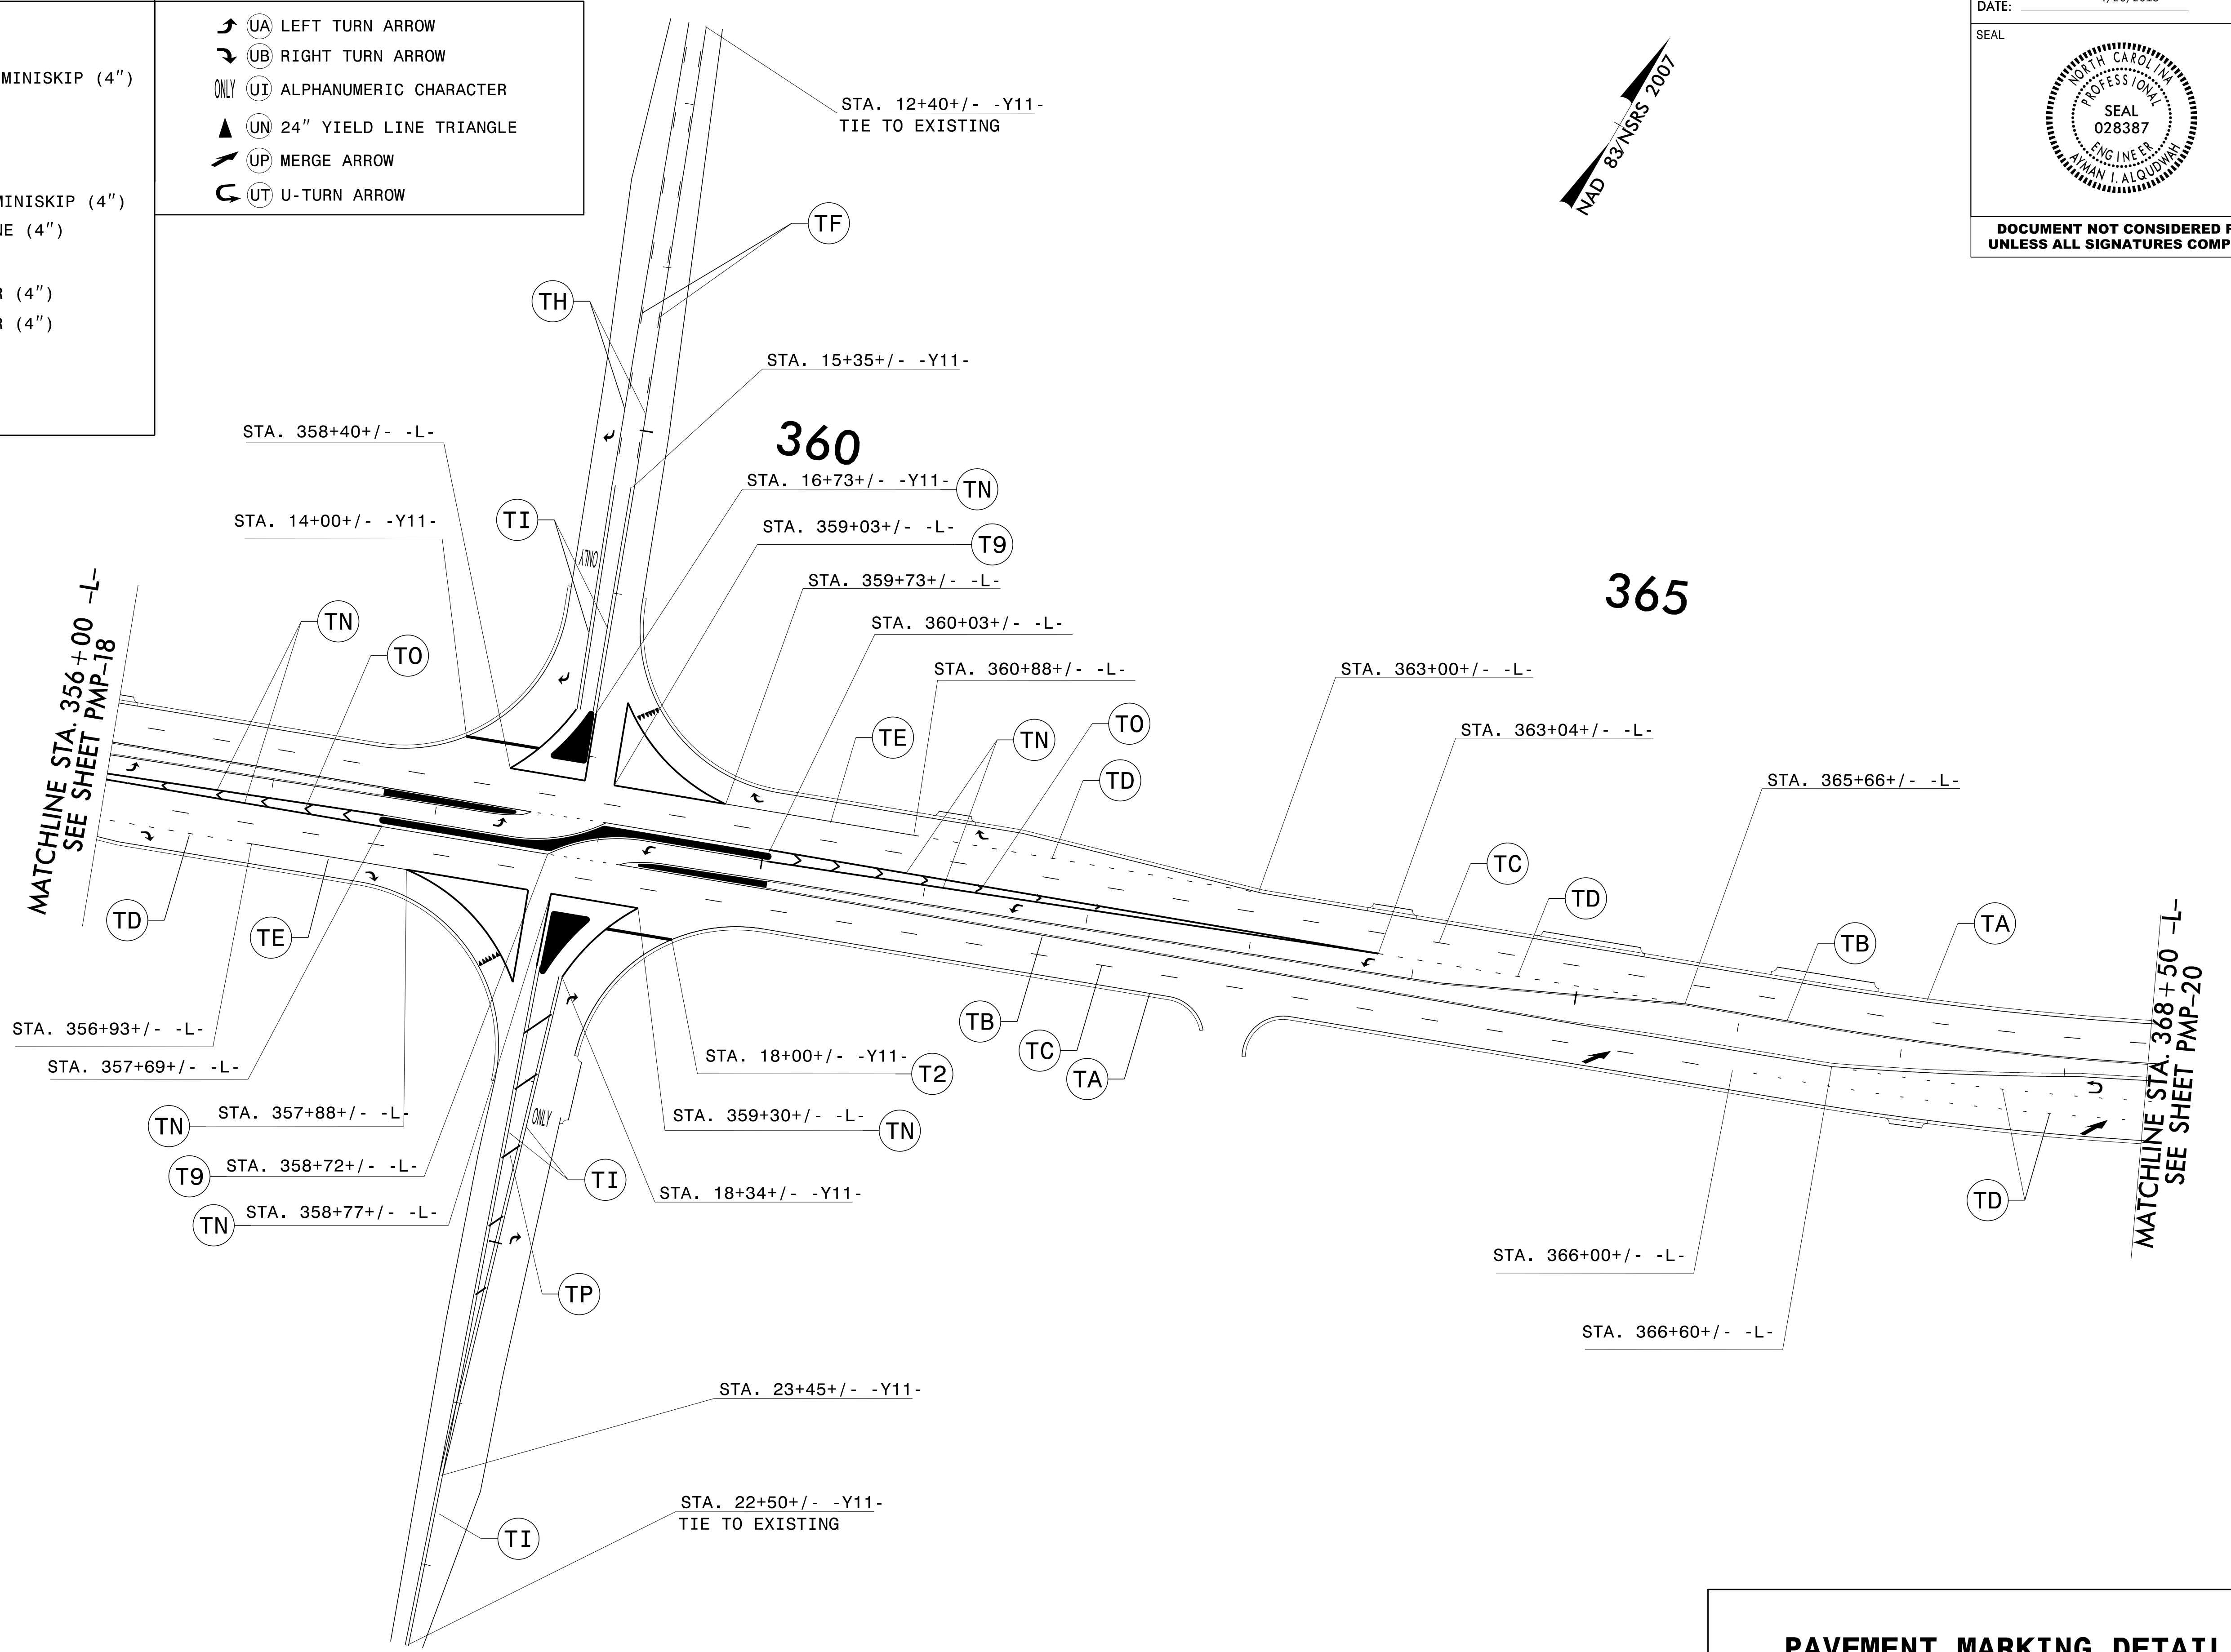 MINISKIP (4")
MINISKIP (4")
NE (4")
R (4")
R (4")
UA LEFT TURN ARROW
UB RIGHT TURN ARROW
ONLY UI ALPHANUMERIC CHARACTER
UN 24" YIELD LINE TRIANGLE
UP MERGE ARROW
UT U-TURN ARROW
NAD 83/NSRS 2007
DATE:
SEAL
NORTH CAROLINA
PROFESSIONAL
SEAL
028387
ENGINEER
AYMAN I. ALQUDWAH
DOCUMENT NOT CONSIDERED F
UNLESS ALL SIGNATURES COMP
STA. 12+40+/- -Y11-
TIE TO EXISTING
TF
TH
STA. 15+35+/- -Y11-
STA. 358+40+/- -L-
360
STA. 16+73+/- -Y11- TN
STA. 14+00+/- -Y11-
TI
STA. 359+03+/- -L- T9
ONLY
STA. 359+73+/- -L-
365
MATCHLINE STA. 356+00 -L-
SEE SHEET PMP-18
TN
TO
STA. 360+03+/- -L-
STA. 360+88+/- -L-
STA. 363+00+/- -L-
TE
TN
TO
TD
STA. 363+04+/- -L-
STA. 365+66+/- -L-
TC
TD
TB
TA
TD
TE
MATCHLINE STA. 368+50 -L-
SEE SHEET PMP-20
STA. 356+93+/- -L-
STA. 357+69+/- -L-
TB
TC
TA
STA. 18+00+/- -Y11- T2
TN STA. 357+88+/- -L-
ONLY
STA. 359+30+/- -L- TN
T9 STA. 358+72+/- -L-
TI
STA. 18+34+/- -Y11-
TN STA. 358+77+/- -L-
TD
STA. 366+00+/- -L-
TP
STA. 366+60+/- -L-
STA. 23+45+/- -Y11-
STA. 22+50+/- -Y11-
TIE TO EXISTING
TI
PAVEMENT MARKING DETAIL